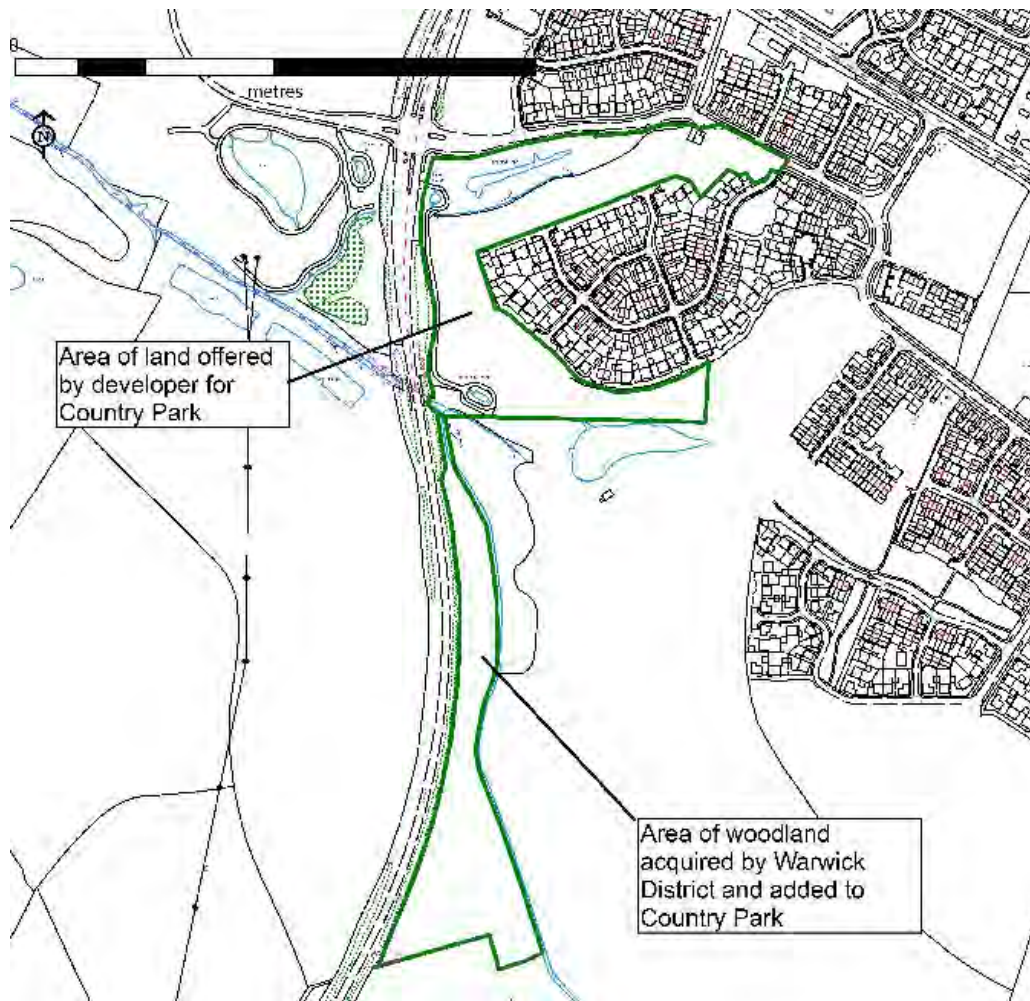 0
metres
N
Area of land offered
by developer for
Country Park
Area of woodland
acquired by Warwick
District and added to
Country Park